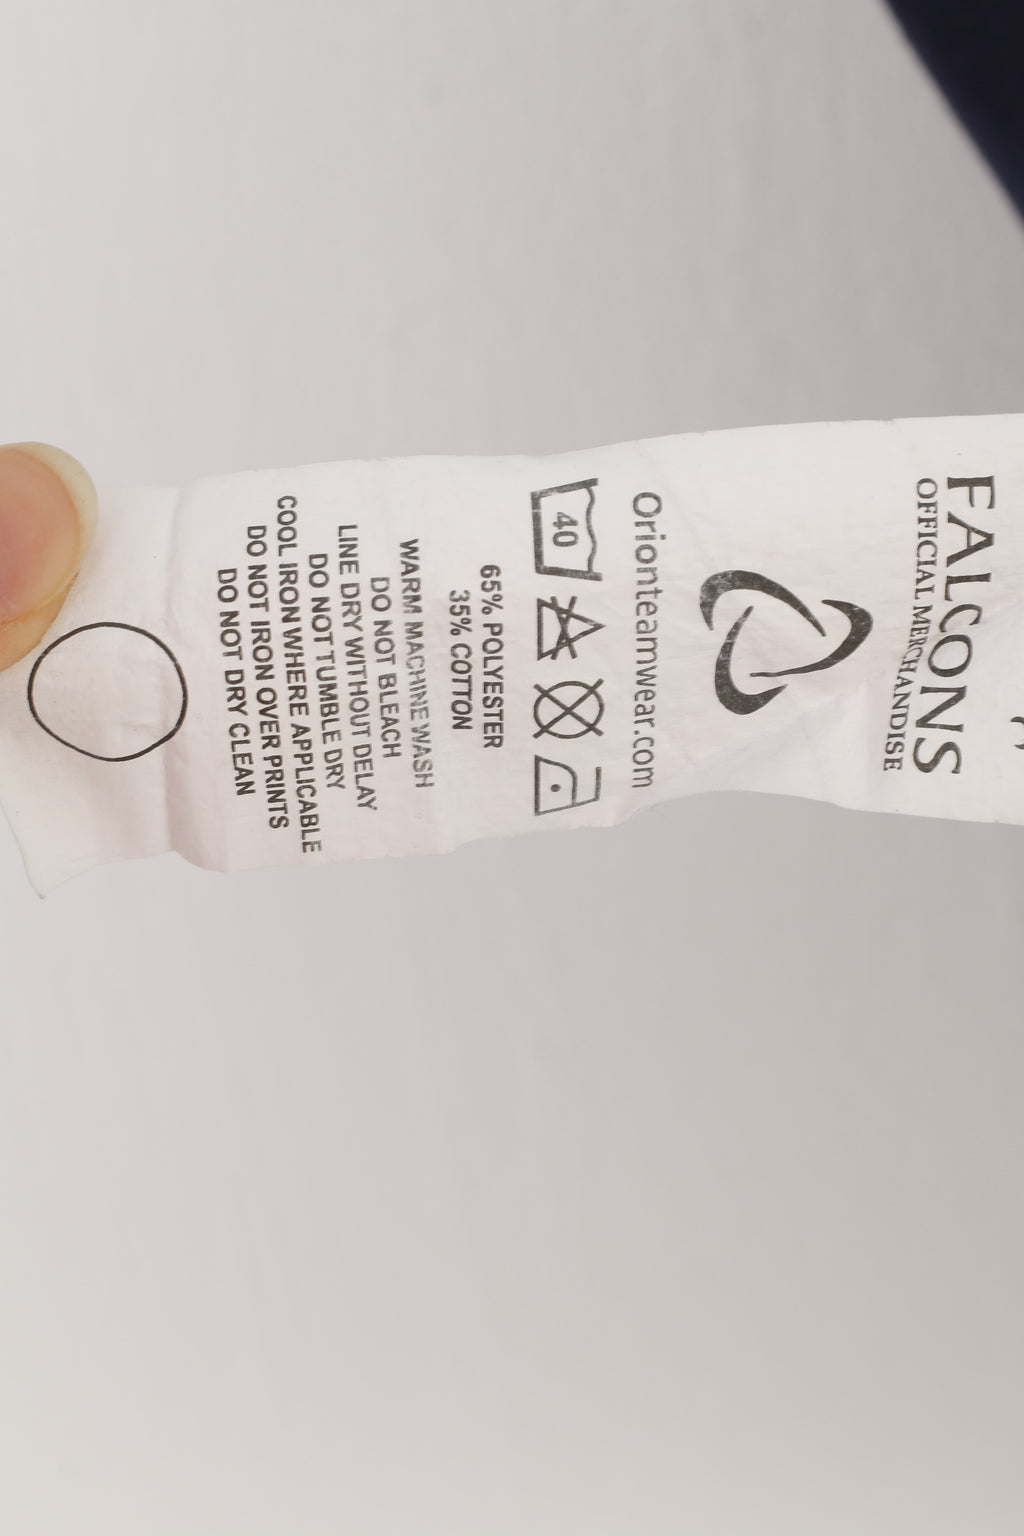 FALCONS
OFFICIAL MERCHANDISE
Orionteamwear.com
40
65% POLYESTER
35% COTTON
WARM MACHINE WASH
DO NOT BLEACH
LINE DRY WITHOUT DELAY
DO NOT TUMBLE DRY
COOL IRON WHERE APPLICABLE
DO NOT IRON OVER PRINTS
DO NOT DRY CLEAN